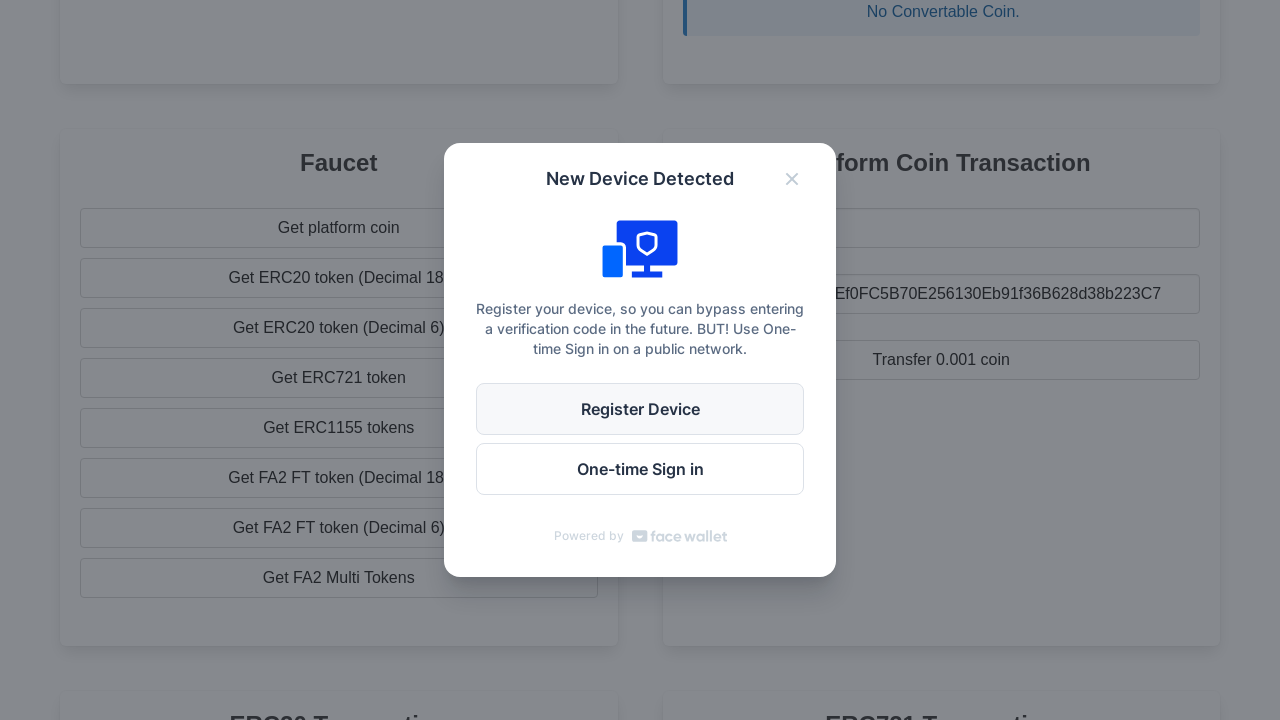 No Convertable Coin.
Faucet
form Coin Transaction
Get platform coin
Get ERC20 token (Decimal 18
Get ERC20 token (Decimal 6)
Get ERC721 token
Get ERC1155 tokens
Get FA2 FT token (Decimal 18
Get FA2 FT token (Decimal 6)
Get FA2 Multi Tokens
Ef0FC5B70E256130Eb91f36B628d38b223C7
Transfer 0.001 coin
New Device Detected
Register your device, so you can bypass entering
a verification code in the future. BUT! Use One-
time Sign in on a public network.
Register Device
One-time Sign in
Powered by face wallet